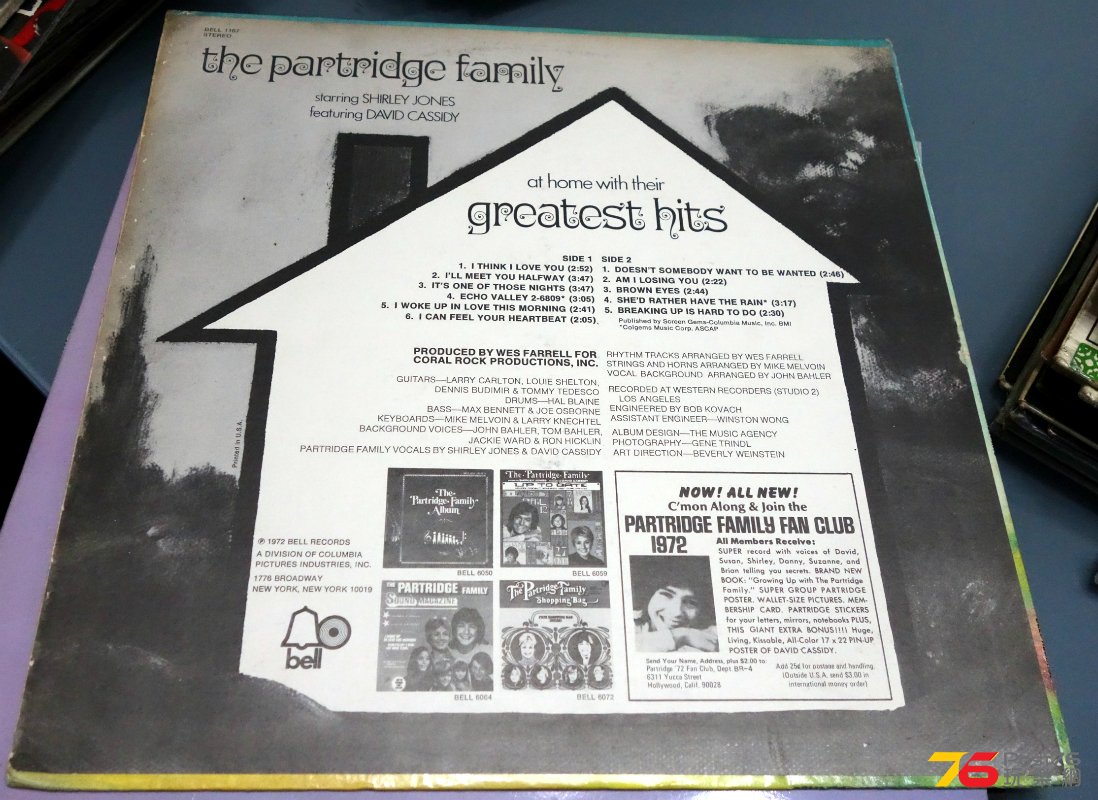 BELL 1107
STEREO
the partridge family
starring SHIRLEY JONES
featuring DAVID CASSIDY
at home with their
greatest hits
SIDE 1
1. I THINK I LOVE YOU (2:52)
2. I'LL MEET YOU HALFWAY (3:47)
3. IT'S ONE OF THOSE NIGHTS (3:47)
4. ECHO VALLEY 2-6809* (3:05)
5. I WOKE UP IN LOVE THIS MORNING (2:41)
6. I CAN FEEL YOUR HEARTBEAT (2:05)
SIDE 2
1. DOESN'T SOMEBODY WANT TO BE WANTED (2:46)
2. AM I LOSING YOU (2:22)
3. BROWN EYES (2:44)
4. SHE'D RATHER HAVE THE RAIN* (3:17)
5. BREAKING UP IS HARD TO DO (2:30)
Published by Screen Gems-Columbia Music, Inc. BMI
*Colgems Music Corp. ASCAP
PRODUCED BY WES FARRELL FOR
CORAL ROCK PRODUCTIONS, INC.
GUITARS—LARRY CARLTON, LOUIE SHELTON,
DENNIS BUDIMIR & TOMMY TEDESCO
DRUMS—HAL BLAINE
BASS—MAX BENNETT & JOE OSBORNE
KEYBOARDS—MIKE MELVOIN & LARRY KNECHTEL
BACKGROUND VOICES—JOHN BAHLER, TOM BAHLER,
JACKIE WARD & RON HICKLIN
PARTRIDGE FAMILY VOCALS BY SHIRLEY JONES & DAVID CASSIDY
RHYTHM TRACKS ARRANGED BY WES FARRELL
STRINGS AND HORNS ARRANGED BY MIKE MELVOIN
VOCAL BACKGROUND ARRANGED BY JOHN BAHLER
RECORDED AT WESTERN RECORDERS (STUDIO 2)
LOS ANGELES
ENGINEERED BY BOB KOVACH
ASSISTANT ENGINEER—WINSTON WONG
ALBUM DESIGN—THE MUSIC AGENCY
PHOTOGRAPHY—GENE TRINDL
ART DIRECTION—BEVERLY WEINSTEIN
Printed in U.S.A.
℗ 1972 BELL RECORDS
A DIVISION OF COLUMBIA
PICTURES INDUSTRIES, INC.
1776 BROADWAY
NEW YORK, NEW YORK 10019
bell
The Partridge Family
Album
BELL 6050
The Partridge Family
UP TO DATE
BELL 6059
THE PARTRIDGE FAMILY
SOUND MAGAZINE
BELL 6064
The Partridge Family
Shopping Bag
BELL 6072
NOW! ALL NEW!
C'mon Along & Join the
PARTRIDGE FAMILY FAN CLUB
1972
All Members Receive:
SUPER record with voices of David,
Susan, Shirley, Danny, Suzanne, and
Brian telling you secrets. BRAND NEW
BOOK: "Growing Up with The Partridge
Family." SUPER GROUP PARTRIDGE
POSTER. WALLET-SIZE PICTURES. MEM-
BERSHIP CARD. PARTRIDGE STICKERS
for your letters, mirrors, notebooks PLUS,
THIS GIANT EXTRA BONUS!!!! Huge,
Living, Kissable, All-Color 17 x 22 PIN-UP
POSTER OF DAVID CASSIDY.
Send Your Name, Address, plus $2.00 to:
Partridge '72 Fan Club, Dept. BR-4
6311 Yucca Street
Hollywood, Calif. 90028
Add 25¢ for postage and handling.
(Outside U.S.A. send $3.00 in
international money order)
76